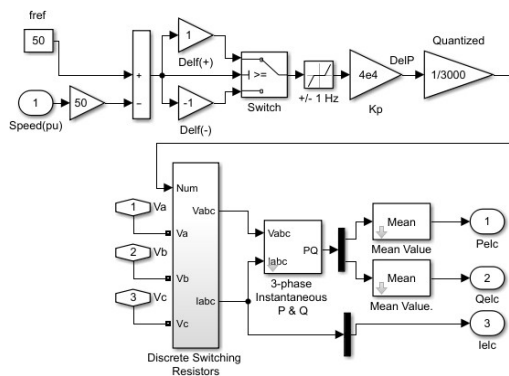 fref
50
1
Speed(pu)
50
+
−
1
Delf(+)
-1
Delf(-)
>=
Switch
+/- 1 Hz
4e4
Kp
DelP
Quantized
1/3000
Num
1
Va
Va
2
Vb
Vb
3
Vc
Vc
Vabc
Iabc
Discrete Switching
Resistors
Vabc
Iabc
PQ
3-phase
Instantaneous
P & Q
Mean
Mean Value
Mean
Mean Value.
1
Pelc
2
Qelc
3
Ielc